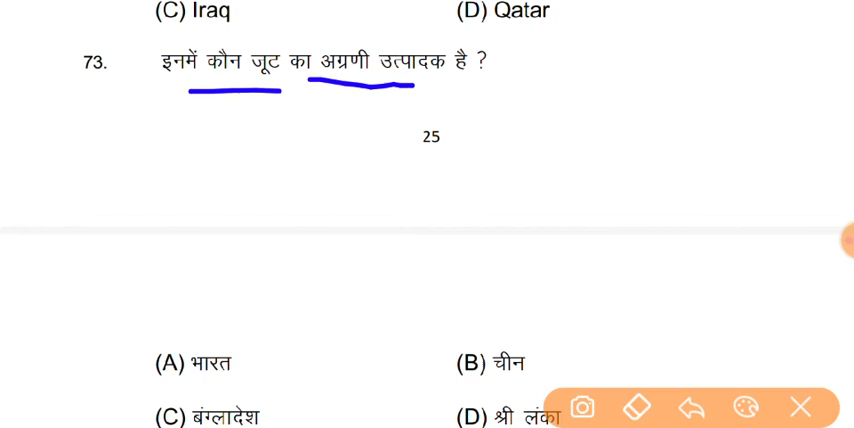 (C) Iraq (D) Qatar
73. इनमें कौन जूट का अग्रणी उत्पादक है ?
25
(A) भारत (B) चीन
(C) बंग्लादेश (D) श्री लंका